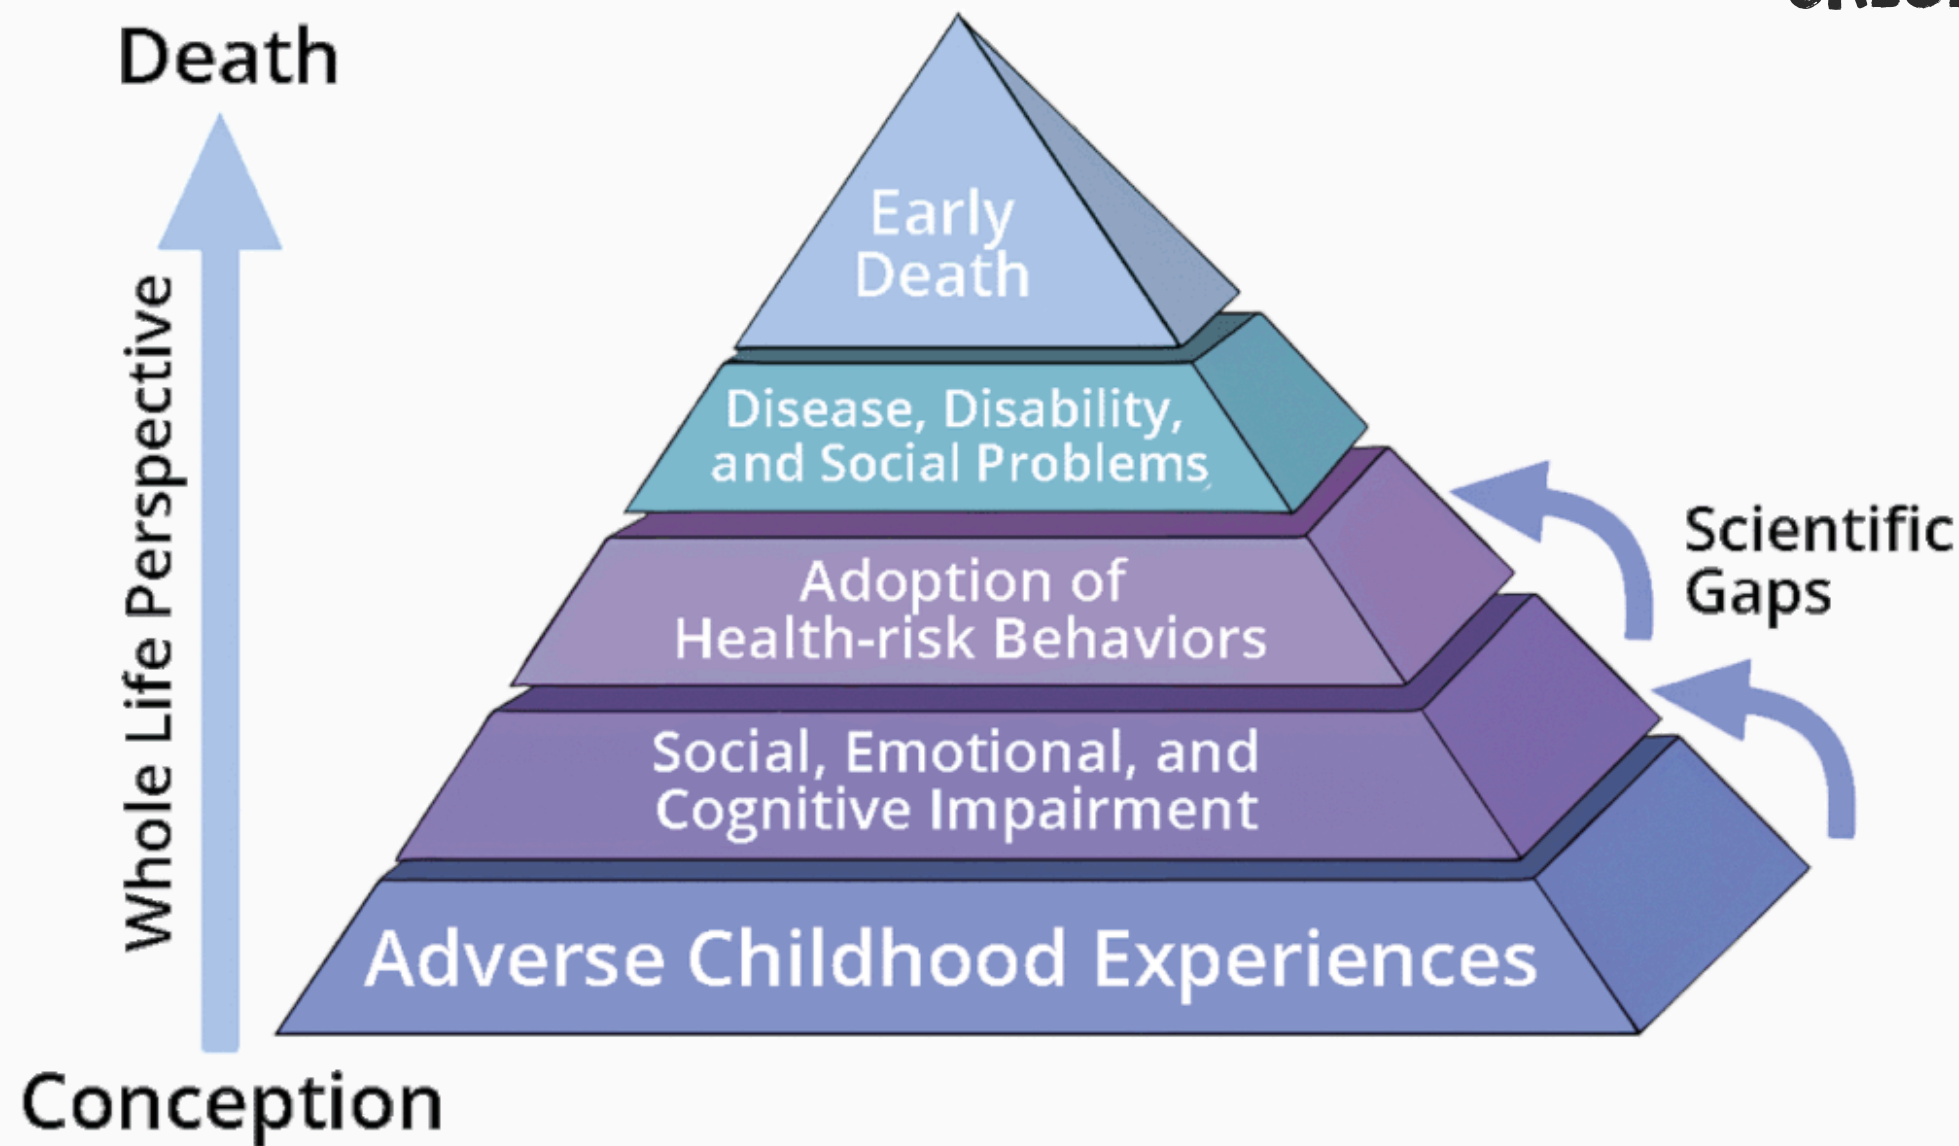 Death
Whole Life Perspective
Conception
Early
Death
Disease, Disability,
and Social Problems
Adoption of
Health-risk Behaviors
Social, Emotional, and
Cognitive Impairment
Adverse Childhood Experiences
Scientific
Gaps